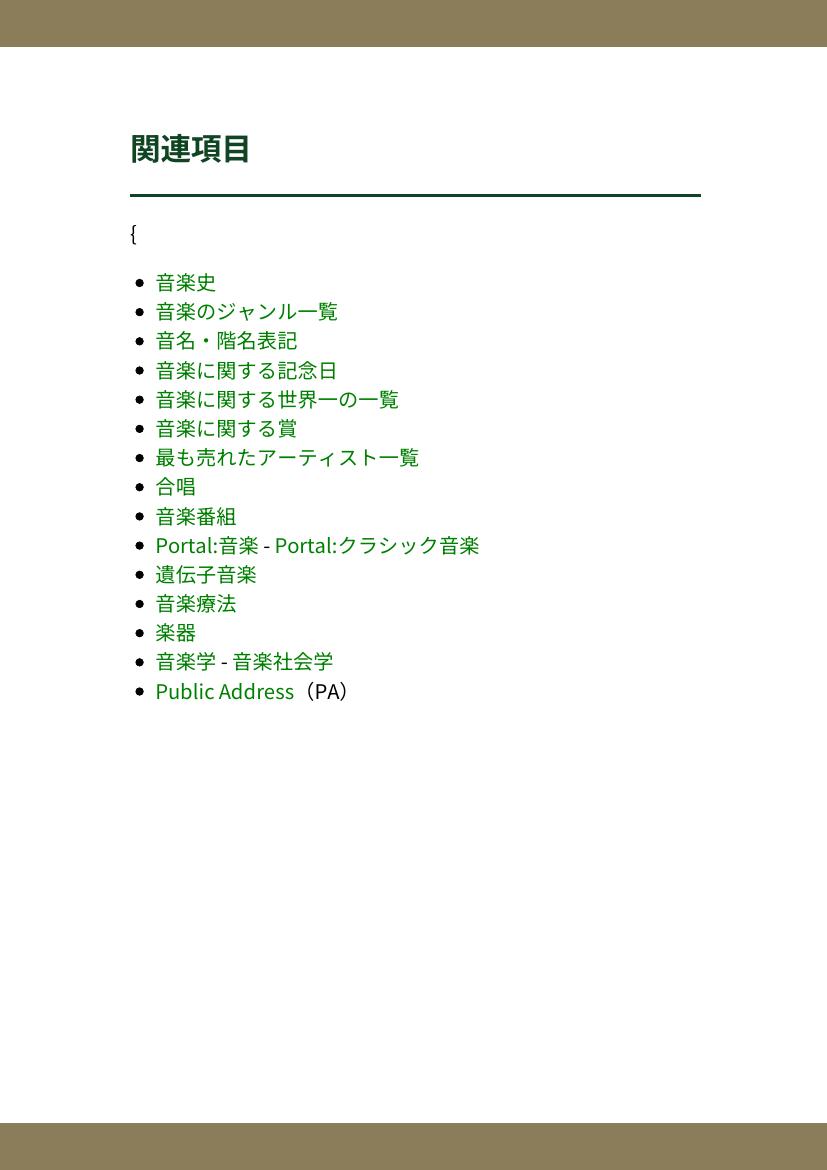 関連項目
{
• 音楽史
• 音楽のジャンル一覧
• 音名・階名表記
• 音楽に関する記念日
• 音楽に関する世界一の一覧
• 音楽に関する賞
• 最も売れたアーティスト一覧
• 合唱
• 音楽番組
• Portal:音楽 - Portal:クラシック音楽
• 遺伝子音楽
• 音楽療法
• 楽器
• 音楽学 - 音楽社会学
• Public Address（PA）